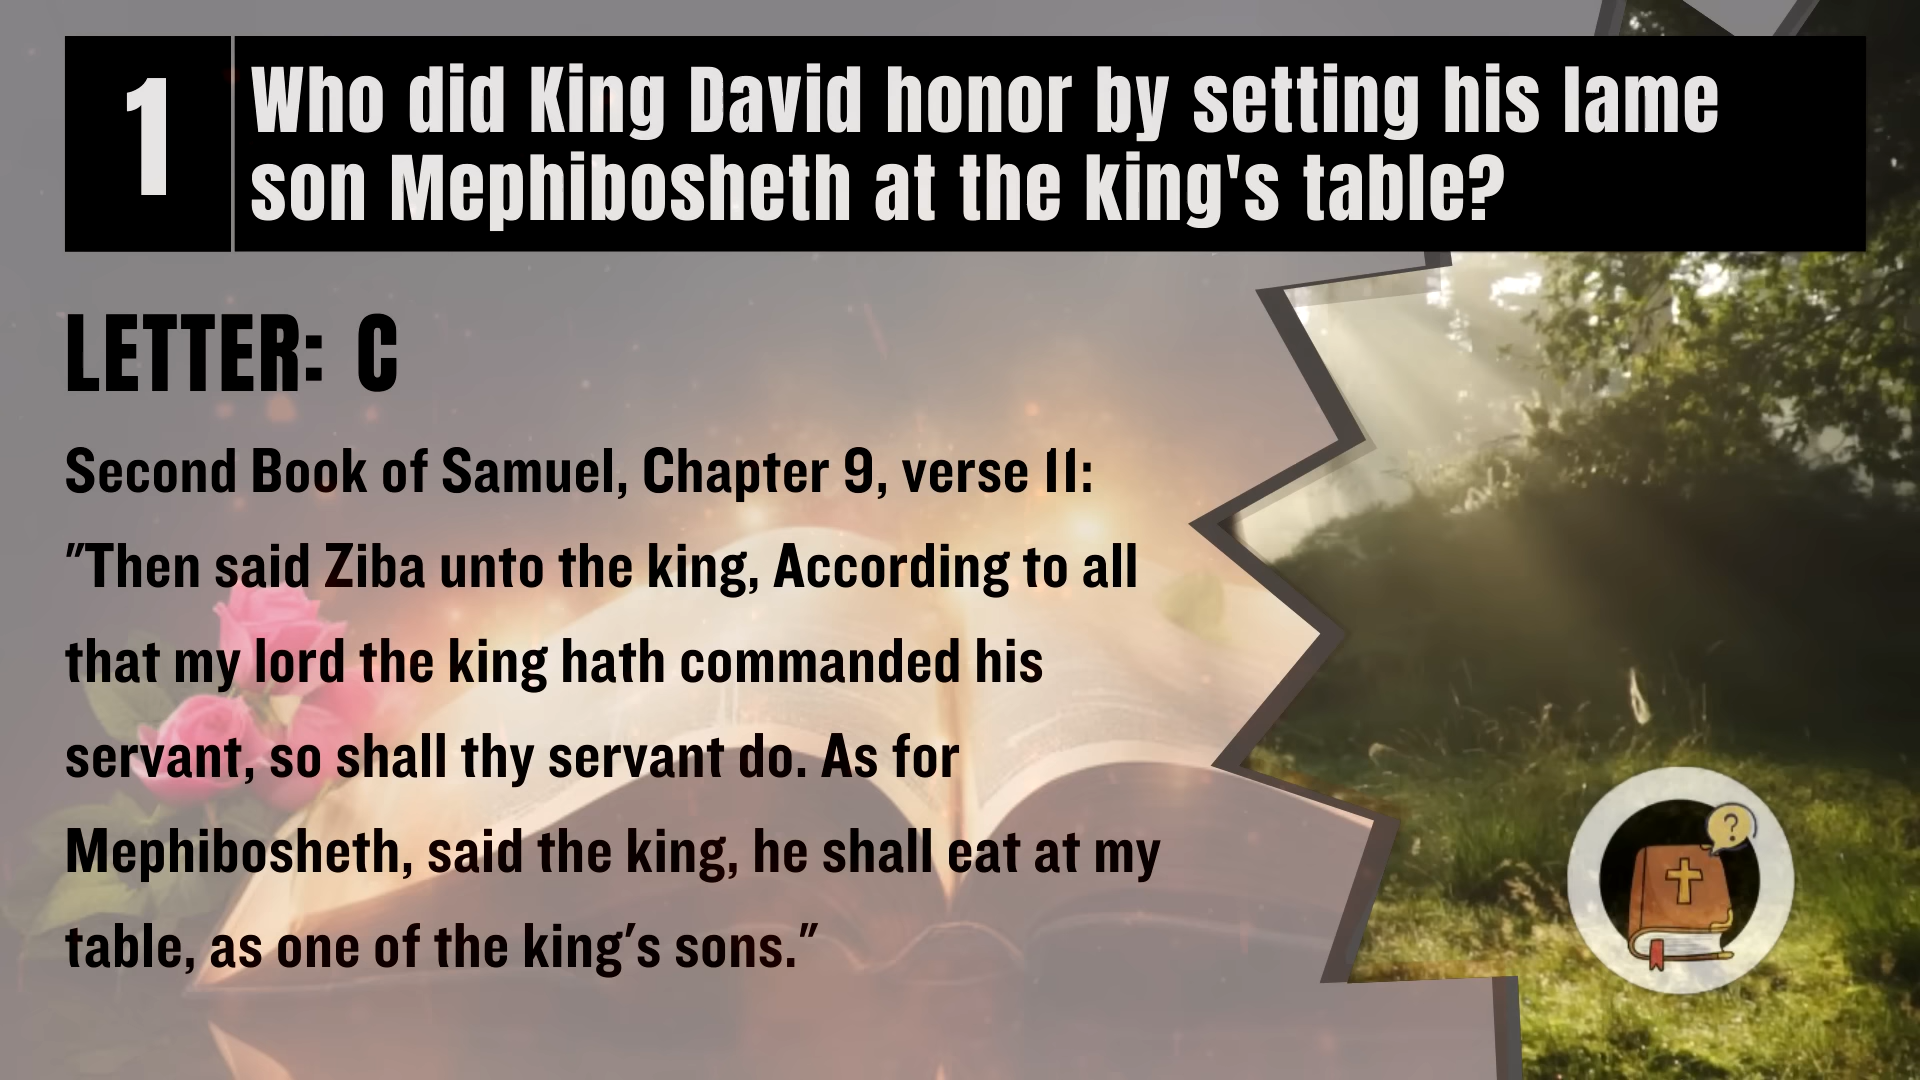 1
Who did King David honor by setting his lame
son Mephibosheth at the king's table?
LETTER: C
Second Book of Samuel, Chapter 9, verse 11:
"Then said Ziba unto the king, According to all
that my lord the king hath commanded his
servant, so shall thy servant do. As for
Mephibosheth, said the king, he shall eat at my
table, as one of the king's sons."
?